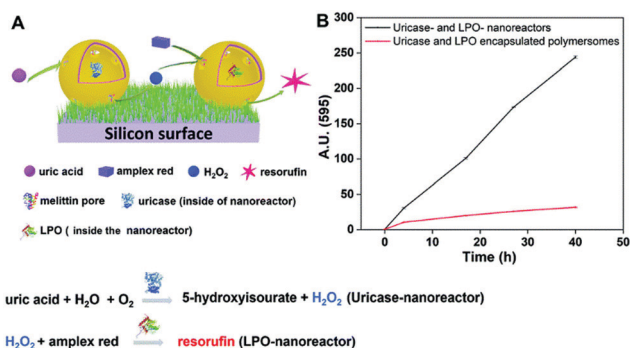 A
Silicon surface
uric acid
amplex red
H₂O₂
resorufin
melittin pore
uricase (inside of nanoreactor)
LPO ( inside the nanoreactor)
B
Uricase- and LPO- nanoreactors
Uricase and LPO encapsulated polymersomes
A.U. (595)
300
250
200
150
100
50
0
0 10 20 30 40 50
Time (h)
uric acid + H₂O + O₂ 5-hydroxyisourate + H₂O₂ (Uricase-nanoreactor)
H₂O₂ + amplex red resorufin (LPO-nanoreactor)